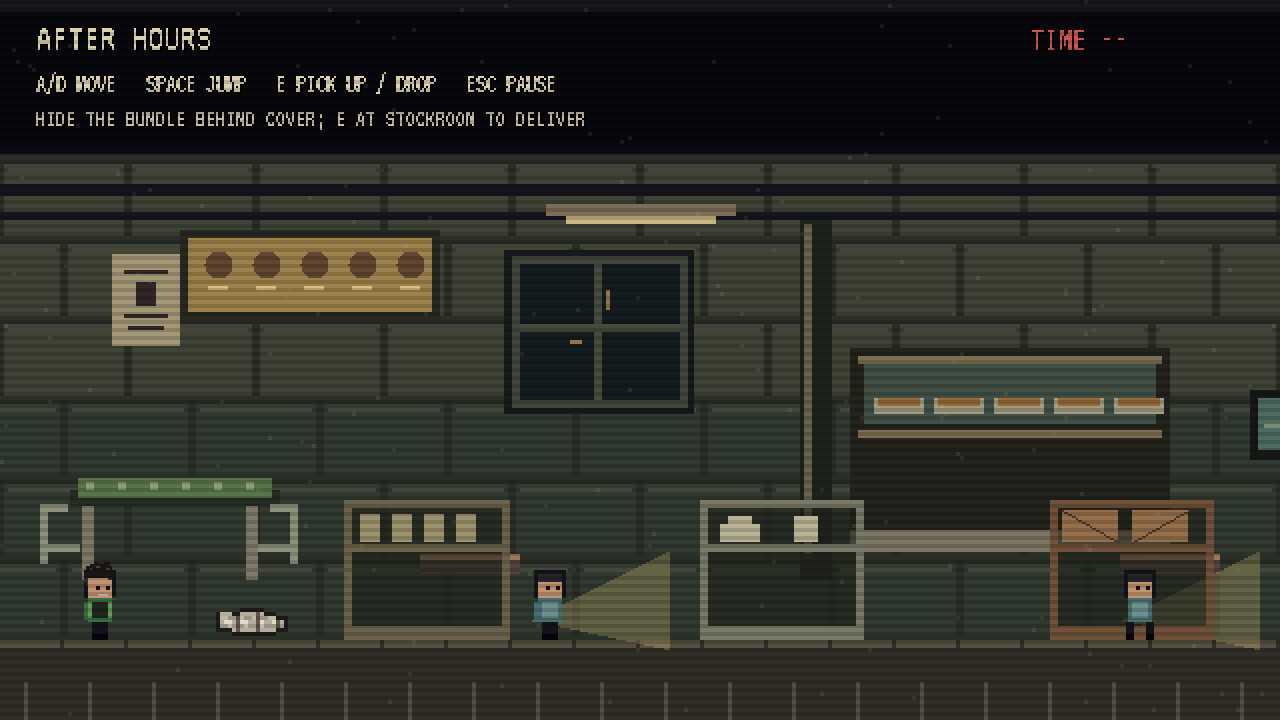 AFTER HOURS
TIME --
A/D MOVE SPACE JUMP E PICK UP / DROP ESC PAUSE
HIDE THE BUNDLE BEHIND COVER; E AT STOCKROON TO DELIVER